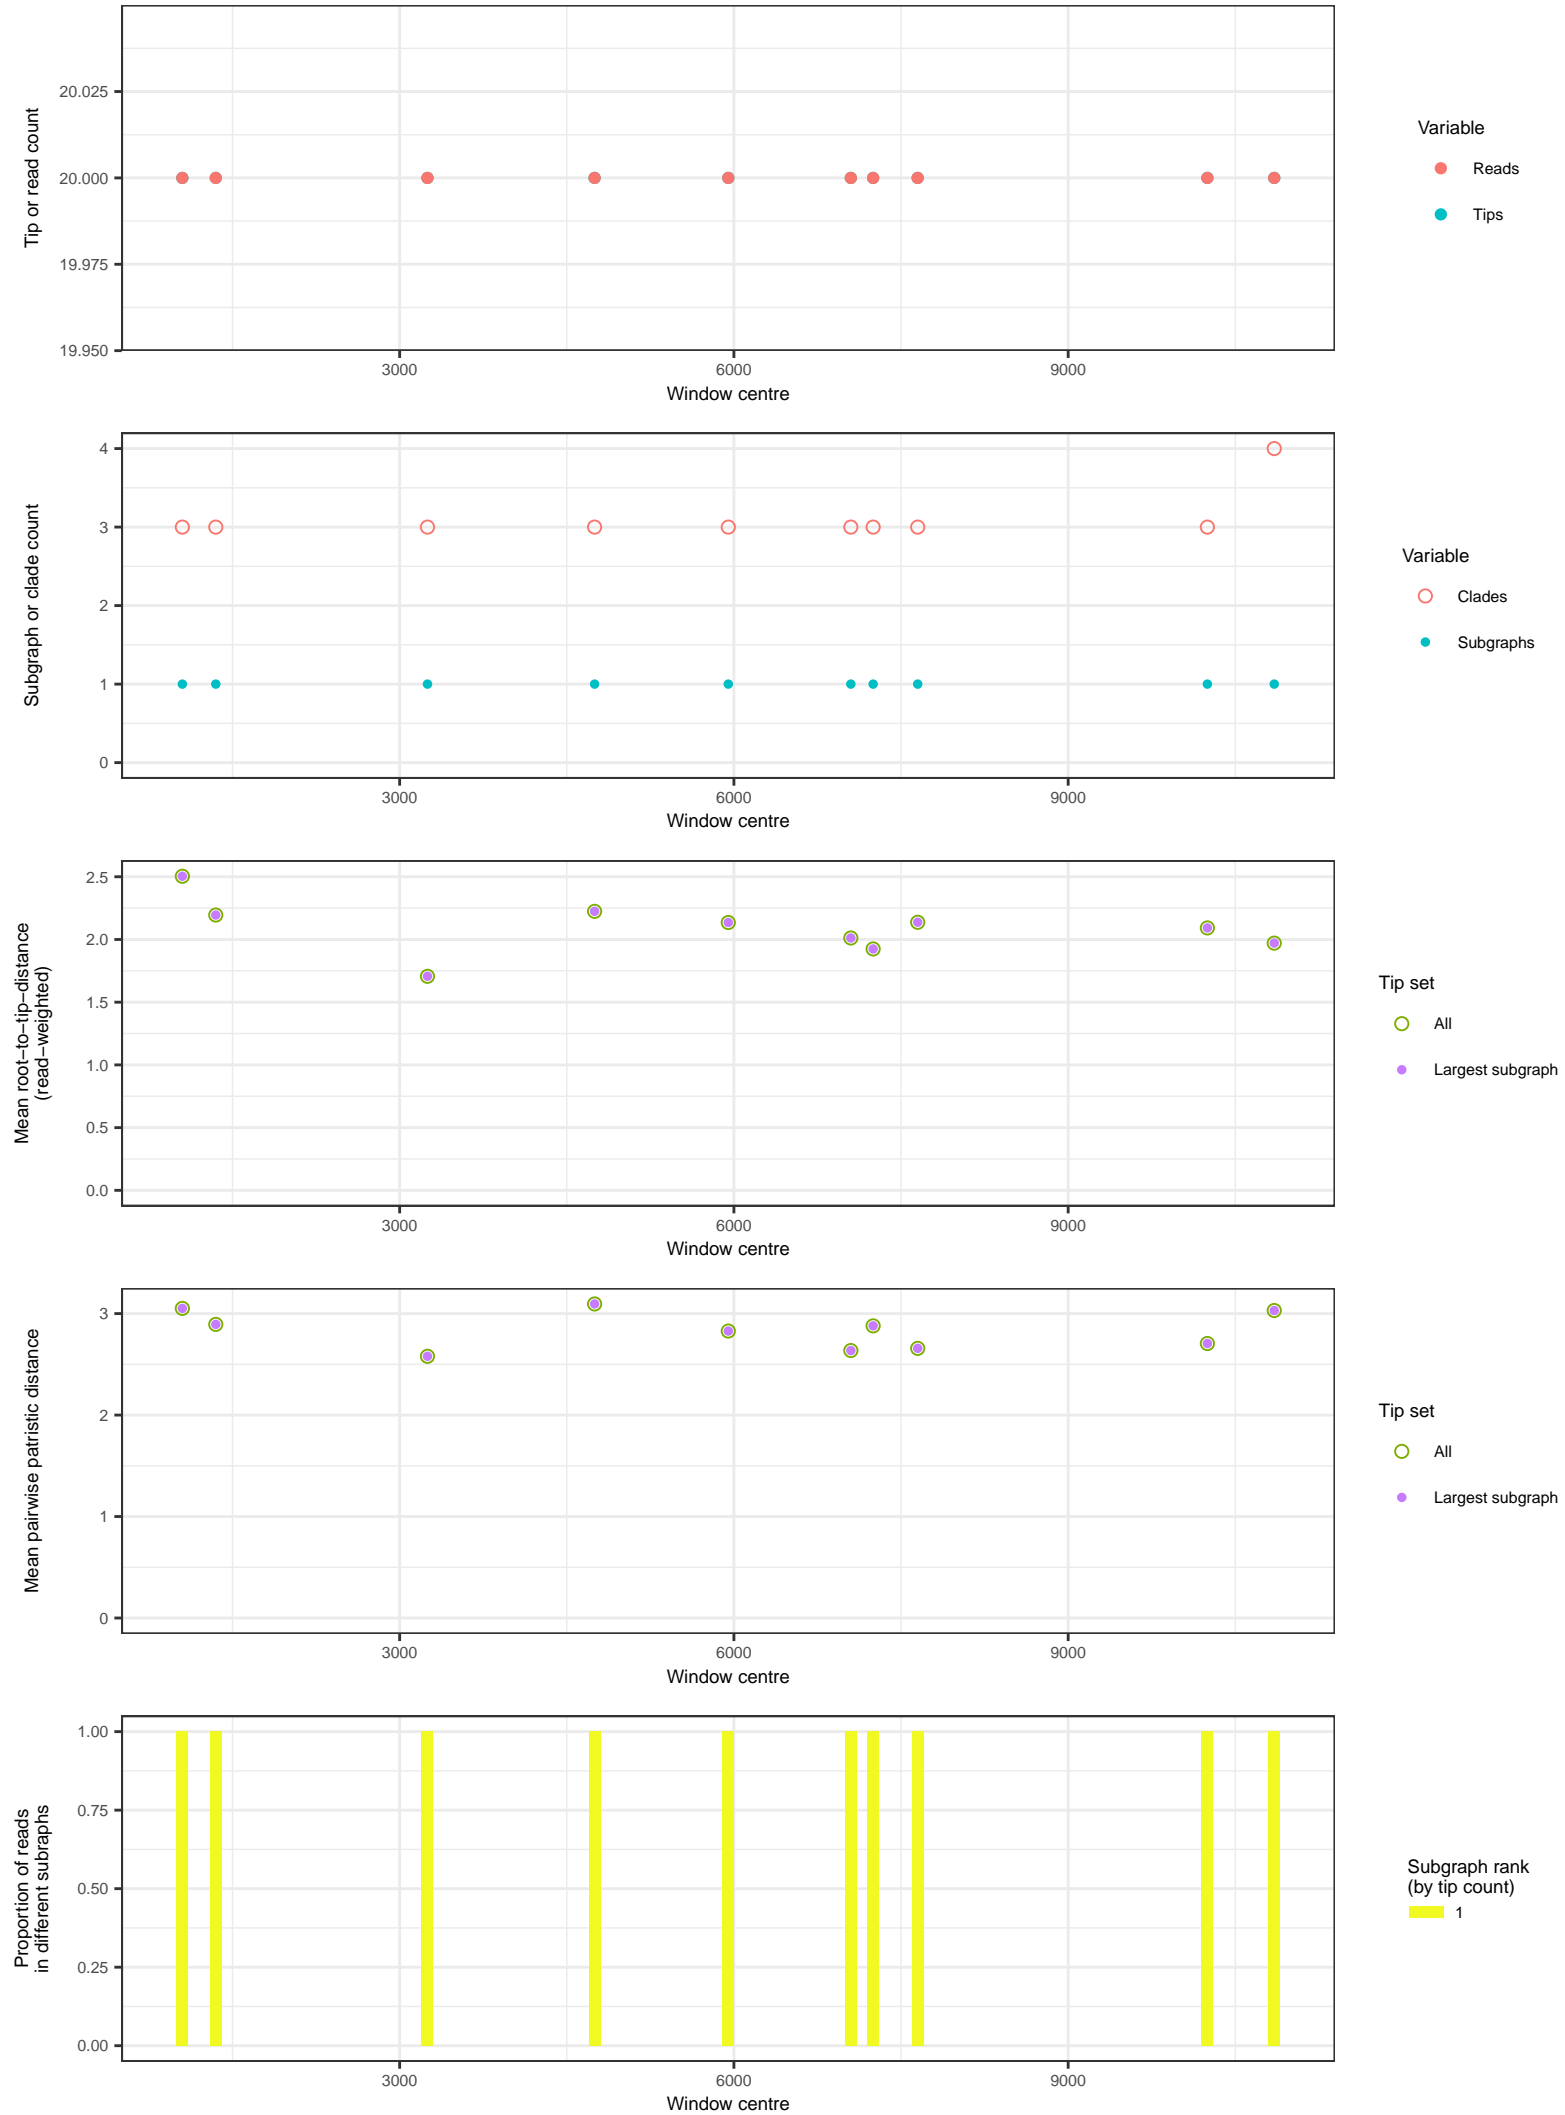 Tip or read count
20.025
20.000
19.975
19.950
3000 6000 9000
Window centre
Variable
Reads
Tips
Subgraph or clade count
4
3
2
1
0
3000 6000 9000
Window centre
Variable
Clades
Subgraphs
Mean root−to−tip−distance
(read−weighted)
2.5
2.0
1.5
1.0
0.5
0.0
3000 6000 9000
Window centre
Tip set
All
Largest subgraph
Mean pairwise patristic distance
3
2
1
0
3000 6000 9000
Window centre
Tip set
All
Largest subgraph
Proportion of reads
in different subraphs
1.00
0.75
0.50
0.25
0.00
3000 6000 9000
Window centre
Subgraph rank
(by tip count)
1